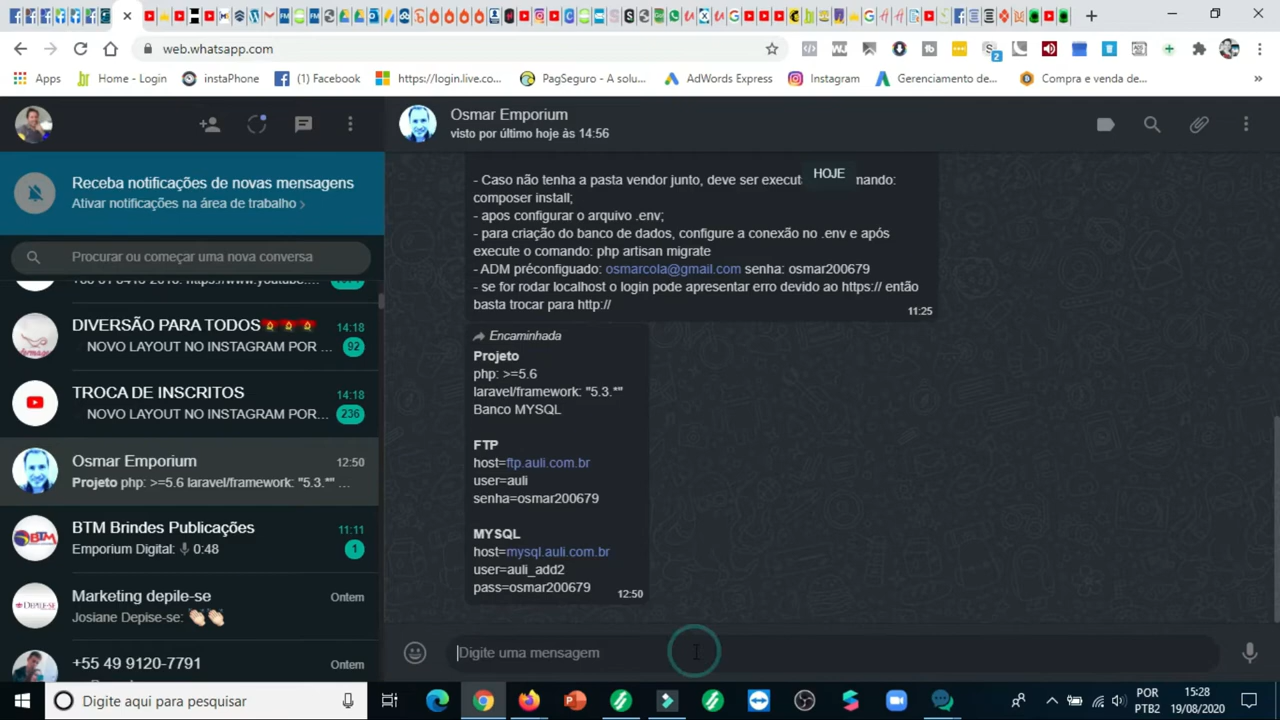 web.whatsapp.com
Apps
Home - Login
instaPhone
(1) Facebook
https://login.live.co...
PagSeguro - A solu...
AdWords Express
Instagram
Gerenciamento de...
Compra e venda de...
Osmar Emporium
visto por último hoje às 14:56
Receba notificações de novas mensagens
Ativar notificações na área de trabalho
Procurar ou começar uma nova conversa
DIVERSÃO PARA TODOS
14:18
NOVO LAYOUT NO INSTAGRAM POR ...
92
TROCA DE INSCRITOS
14:18
NOVO LAYOUT NO INSTAGRAM POR...
236
Osmar Emporium
12:50
Projeto php: >=5.6 laravel/framework: "5.3.*" ...
BTM Brindes Publicações
11:11
Emporium Digital: 0:48
1
Marketing depile-se
Ontem
Josiane Depise-se: 👏🏻👏🏻
+55 49 9120-7791
Ontem
HOJE
- Caso não tenha a pasta vendor junto, deve ser execut nando:
composer install;
- apos configurar o arquivo .env;
- para criação do banco de dados, configure a conexão no .env e após
execute o comando: php artisan migrate
- ADM préconfiguado: osmarcola@gmail.com senha: osmar200679
- se for rodar localhost o login pode apresentar erro devido ao https:// então
basta trocar para http://
11:25
Encaminhada
Projeto
php: >=5.6
laravel/framework: "5.3.*"
Banco MYSQL
FTP
host=ftp.auli.com.br
user=auli
senha=osmar200679
MYSQL
host=mysql.auli.com.br
user=auli_add2
pass=osmar200679
12:50
Digite uma mensagem
Digite aqui para pesquisar
POR
PTB2
15:28
19/08/2020